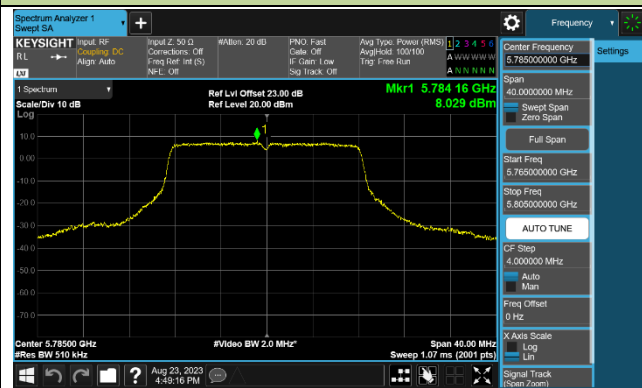 Spectrum Analyzer 1
Swept SA
Frequency
KEYSIGHT
RL
LXI
Input: RF
Coupling: DC
Align: Auto
Input Z: 50 Ω
Corrections: Off
Freq Ref: Int (S)
NFE: Off
#Atten: 20 dB
PNO: Fast
Gate: Off
IF Gain: Low
Sig Track: Off
Avg Type: Power (RMS)
Avg|Hold: 100/100
Trig: Free Run
1 2 3 4 5 6
A W W W W W
A N N N N N
Center Frequency
5.785000000 GHz
Settings
Span
40.0000000 MHz
Swept Span
Zero Span
Full Span
Start Freq
5.765000000 GHz
Stop Freq
5.805000000 GHz
AUTO TUNE
CF Step
4.000000 MHz
Auto
Man
Freq Offset
0 Hz
X Axis Scale
Log
Lin
Signal Track
(Span Zoom)
1 Spectrum
Scale/Div 10 dB
Log
Ref Lvl Offset 23.00 dB
Ref Level 20.00 dBm
Mkr1 5.784 16 GHz
8.029 dBm
1
10.0
0.00
-10.0
-20.0
-30.0
-40.0
-50.0
-60.0
-70.0
Center 5.78500 GHz
#Res BW 510 kHz
#Video BW 2.0 MHz*
Span 40.00 MHz
Sweep 1.07 ms (2001 pts)
?
Aug 23, 2023
4:49:16 PM